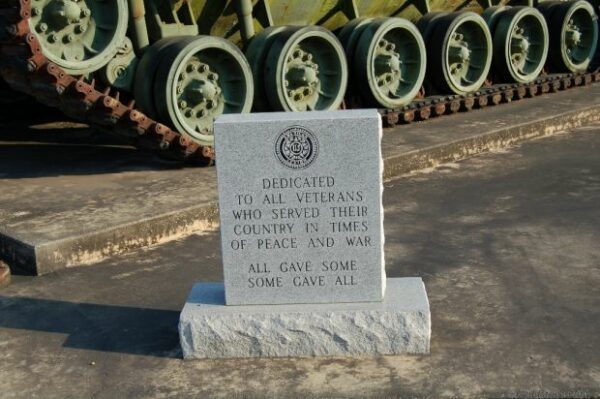 DEDICATED
TO ALL VETERANS
WHO SERVED THEIR
COUNTRY IN TIMES
OF PEACE AND WAR
ALL GAVE SOME
SOME GAVE ALL